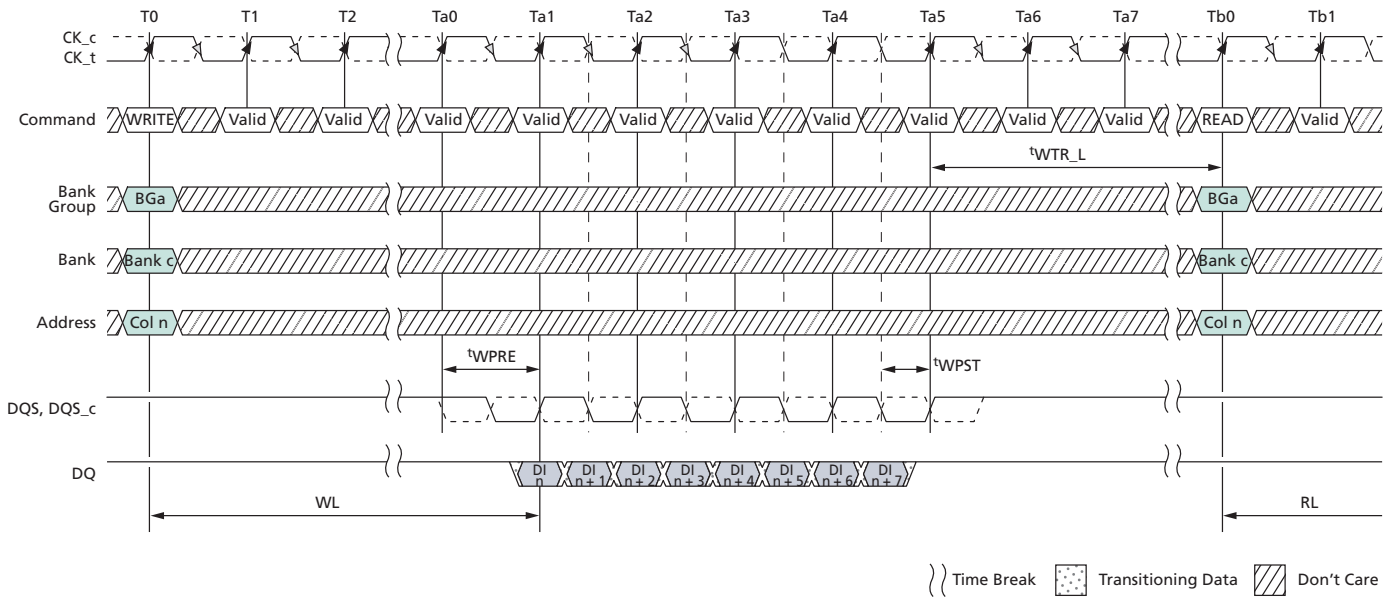 T0 T1 T2 Ta0 Ta1 Ta2 Ta3 Ta4 Ta5 Ta6 Ta7 Tb0 Tb1
CK_c
CK_t
Command WRITE Valid Valid Valid Valid Valid Valid Valid Valid Valid Valid READ Valid
tWTR_L
Bank
Group BGa BGa
Bank Bank c Bank c
Address Col n Col n
tWPRE tWPST
DQS, DQS_c
DQ DI n DI n + 1 DI n + 2 DI n + 3 DI n + 4 DI n + 5 DI n + 6 DI n + 7
WL RL
Time Break Transitioning Data Don't Care